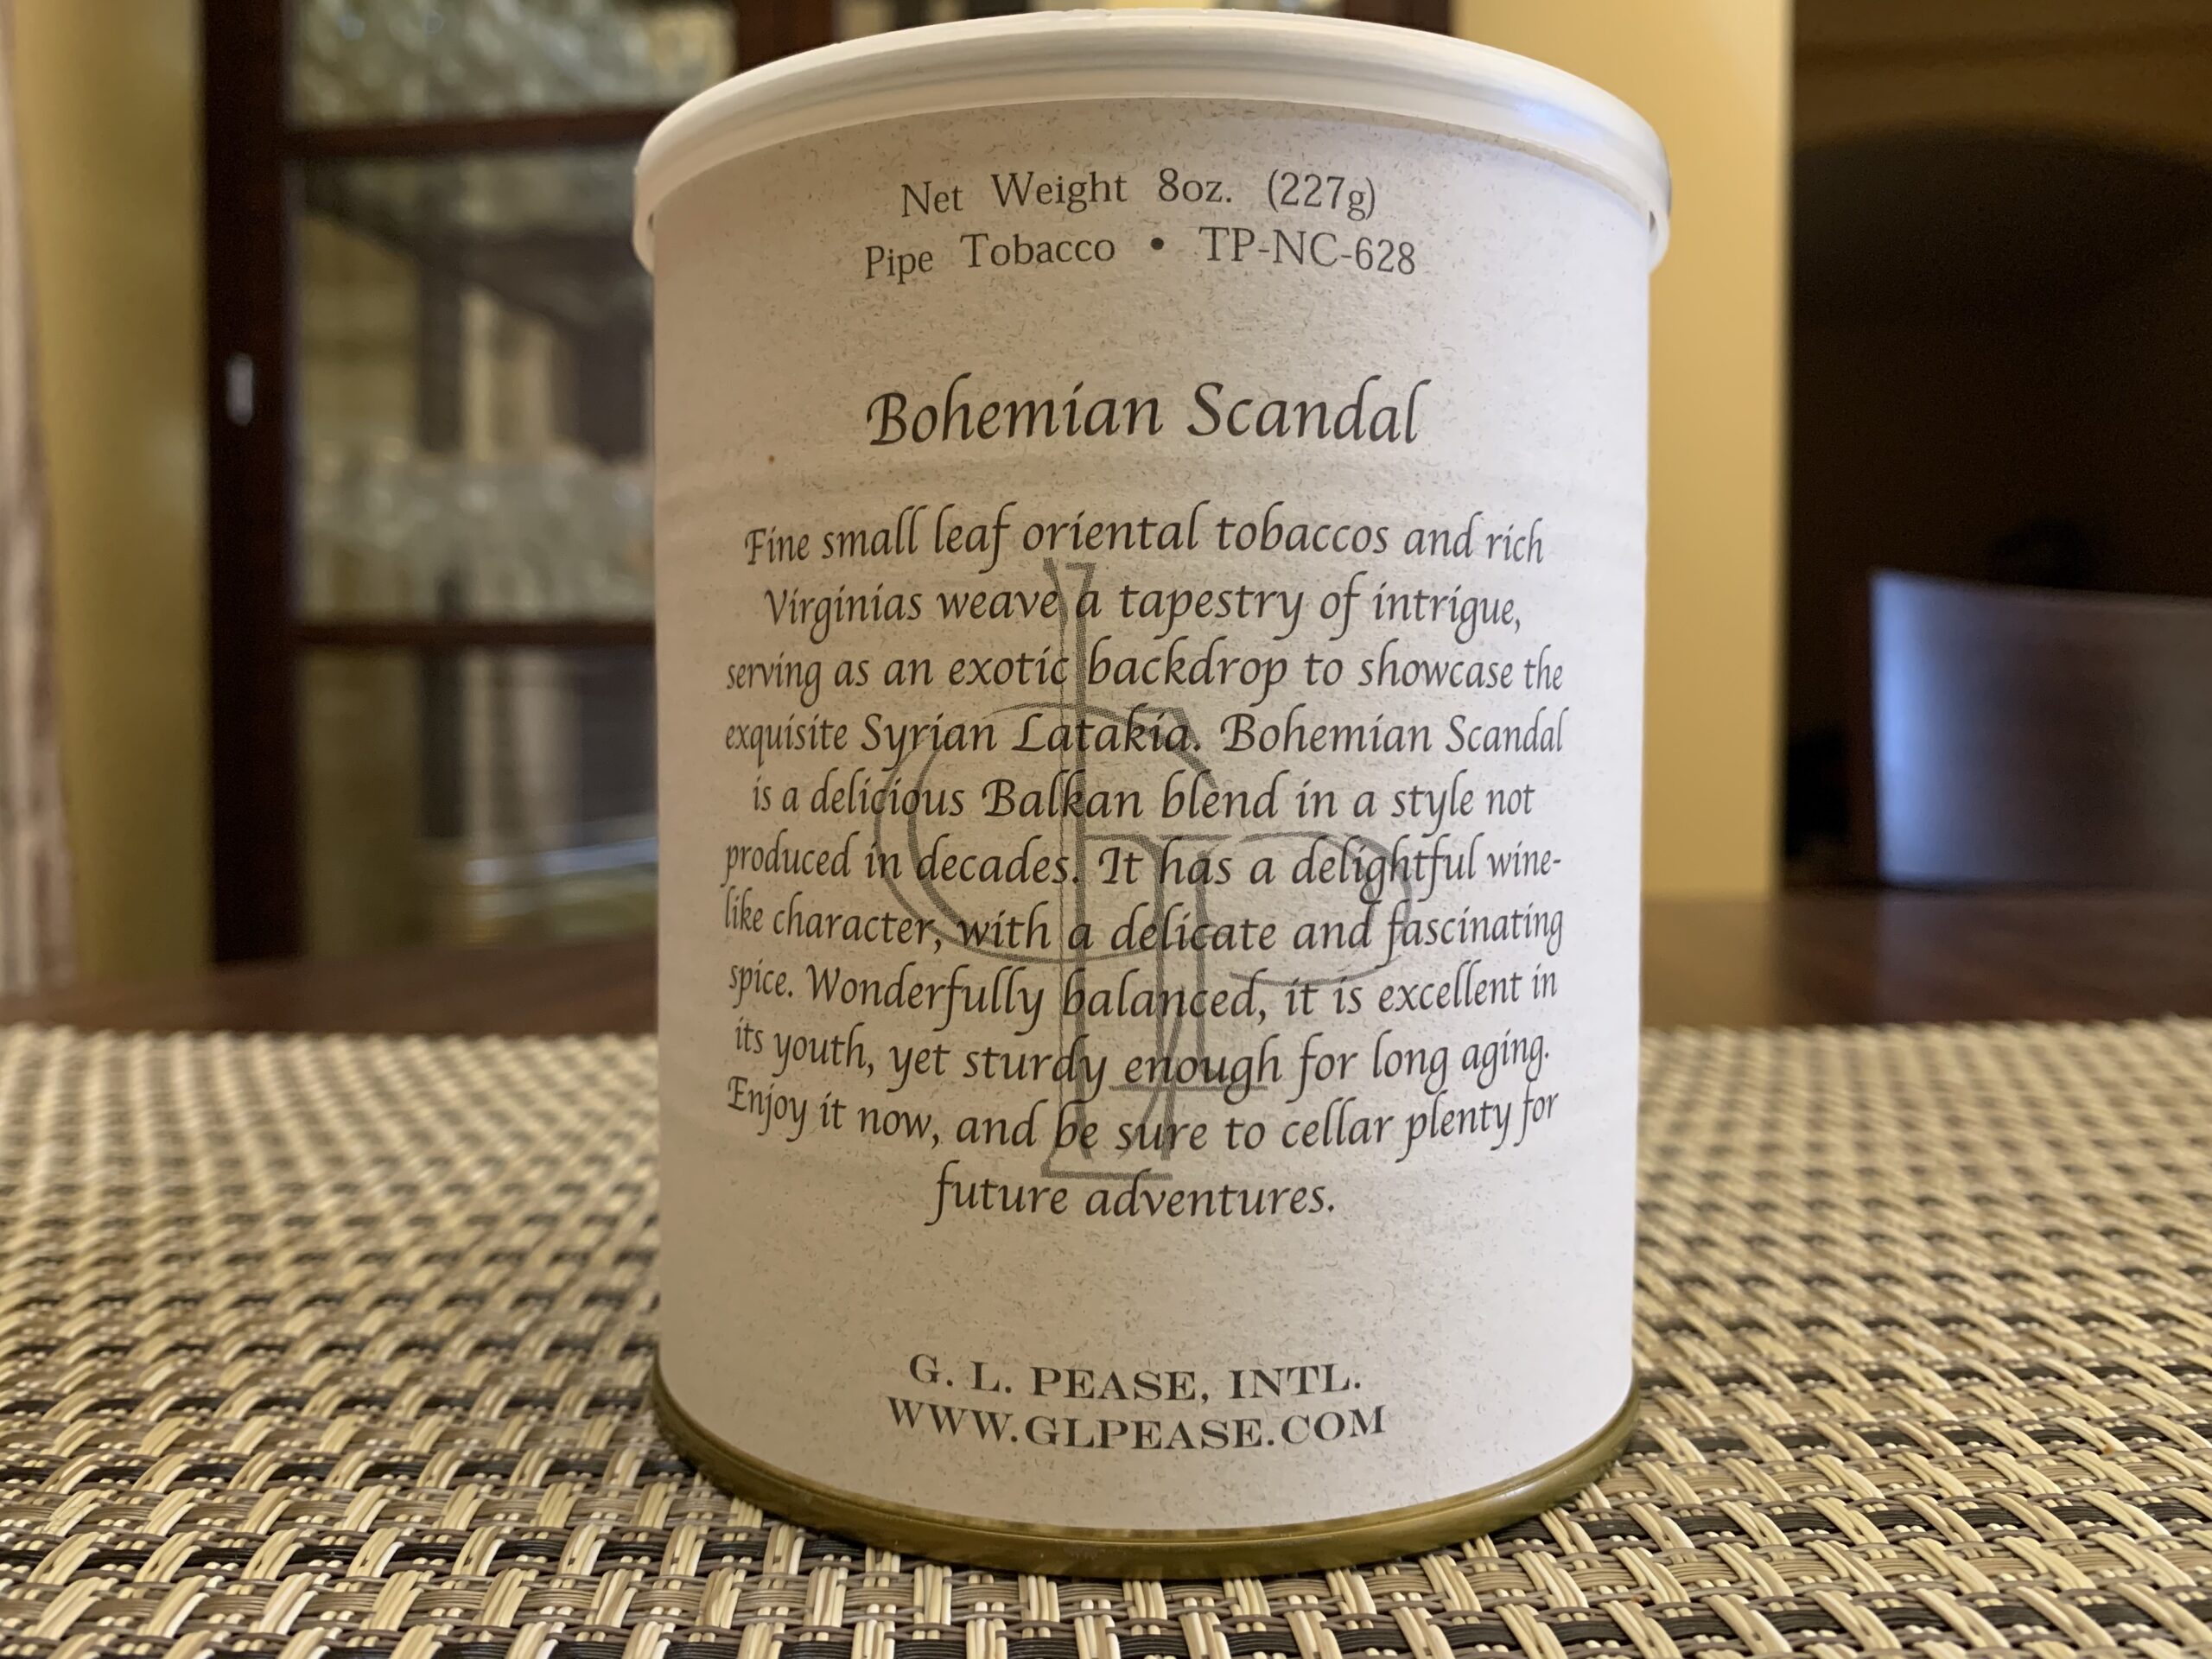 Net Weight 8oz. (227g)
Pipe Tobacco • TP-NC-628
Bohemian Scandal
Fine small leaf oriental tobaccos and rich
Virginias weave a tapestry of intrigue,
serving as an exotic backdrop to showcase the
exquisite Syrian Latakia. Bohemian Scandal
is a delicious Balkan blend in a style not
produced in decades. It has a delightful wine-
like character, with a delicate and fascinating
spice. Wonderfully balanced, it is excellent in
its youth, yet sturdy enough for long aging.
Enjoy it now, and be sure to cellar plenty for
future adventures.
G. L. PEASE, INTL.
WWW.GLPEASE.COM